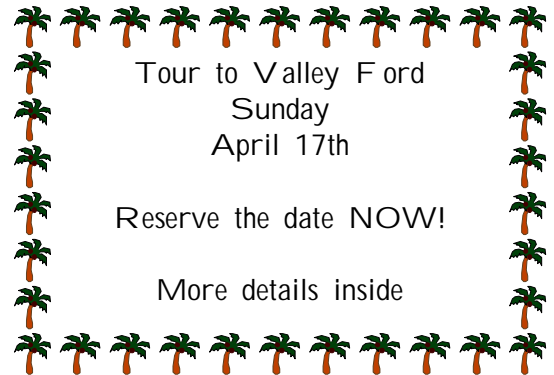 Tour to Valley Ford
Sunday
April 17th
Reserve the date NOW!
More details inside